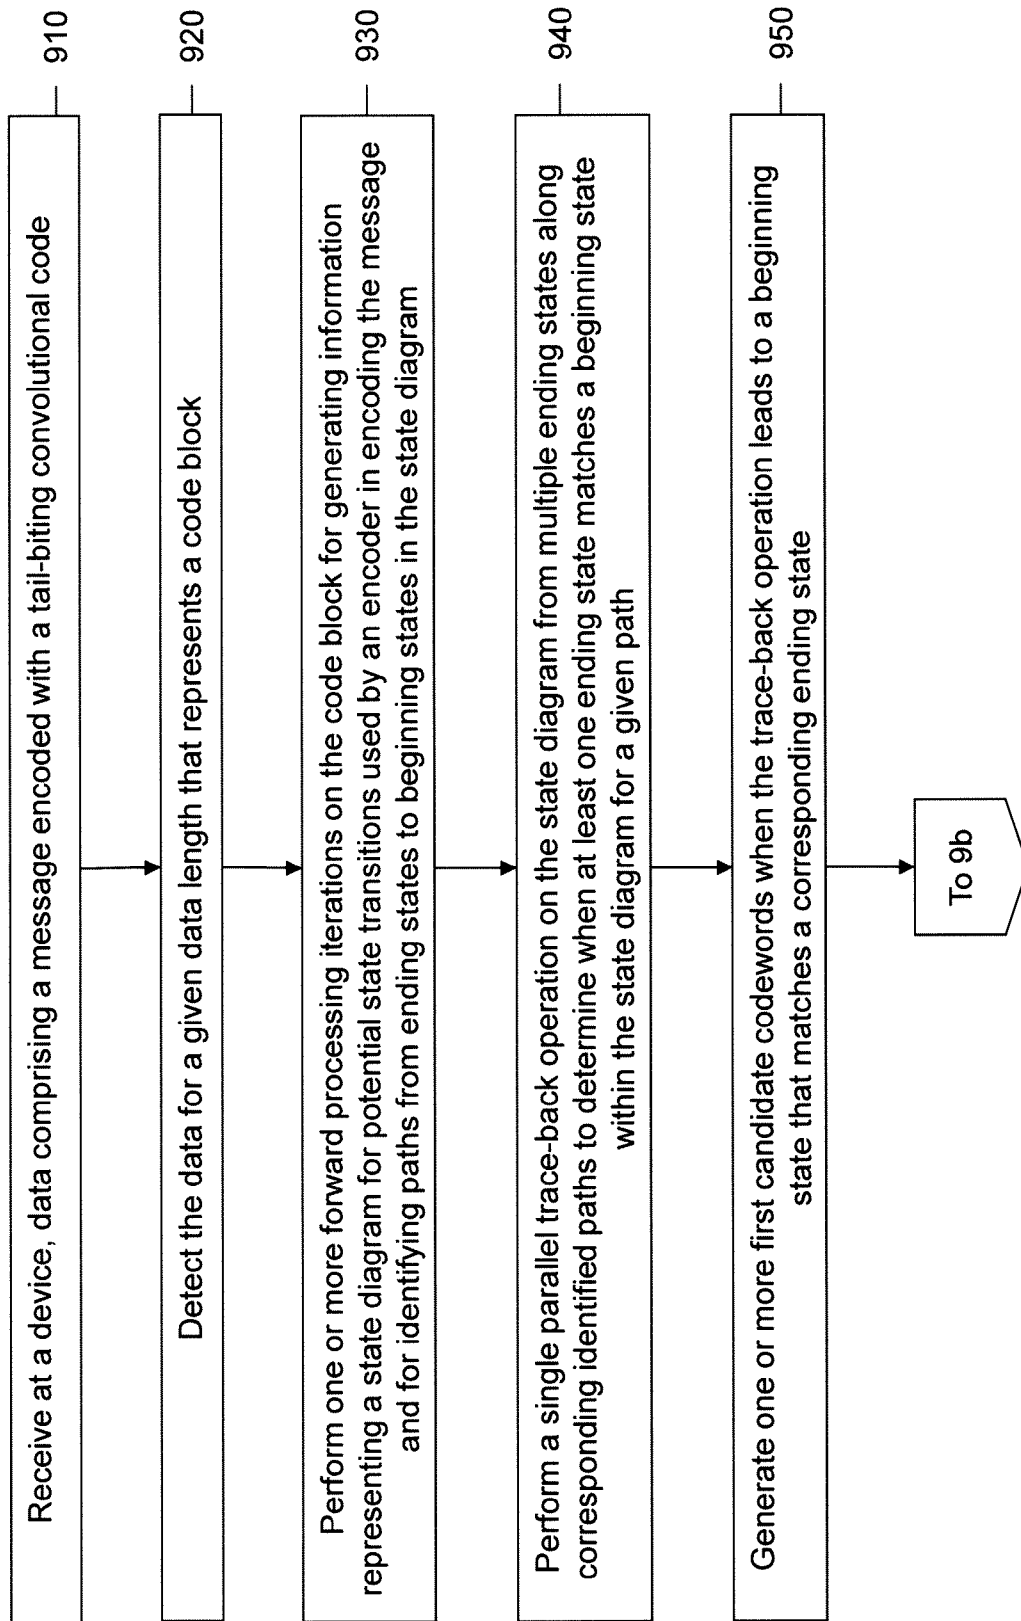 Receive at a device, data comprising a message encoded with a tail-biting convolutional code
910
Detect the data for a given data length that represents a code block
920
Perform one or more forward processing iterations on the code block for generating information
representing a state diagram for potential state transitions used by an encoder in encoding the message
and for identifying paths from ending states to beginning states in the state diagram
930
Perform a single parallel trace-back operation on the state diagram from multiple ending states along
corresponding identified paths to determine when at least one ending state matches a beginning state
within the state diagram for a given path
940
Generate one or more first candidate codewords when the trace-back operation leads to a beginning
state that matches a corresponding ending state
950
To 9b